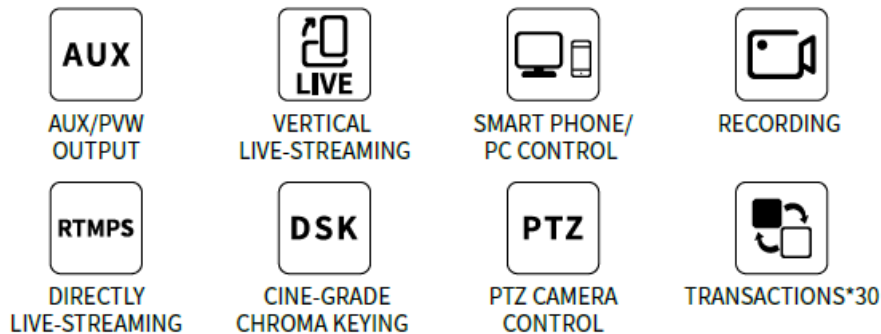 AUX
AUX/PVW
OUTPUT
LIVE
VERTICAL
LIVE-STREAMING
SMART PHONE/
PC CONTROL
RECORDING
RTMPS
DIRECTLY
LIVE-STREAMING
DSK
CINE-GRADE
CHROMA KEYING
PTZ
PTZ CAMERA
CONTROL
TRANSACTIONS*30